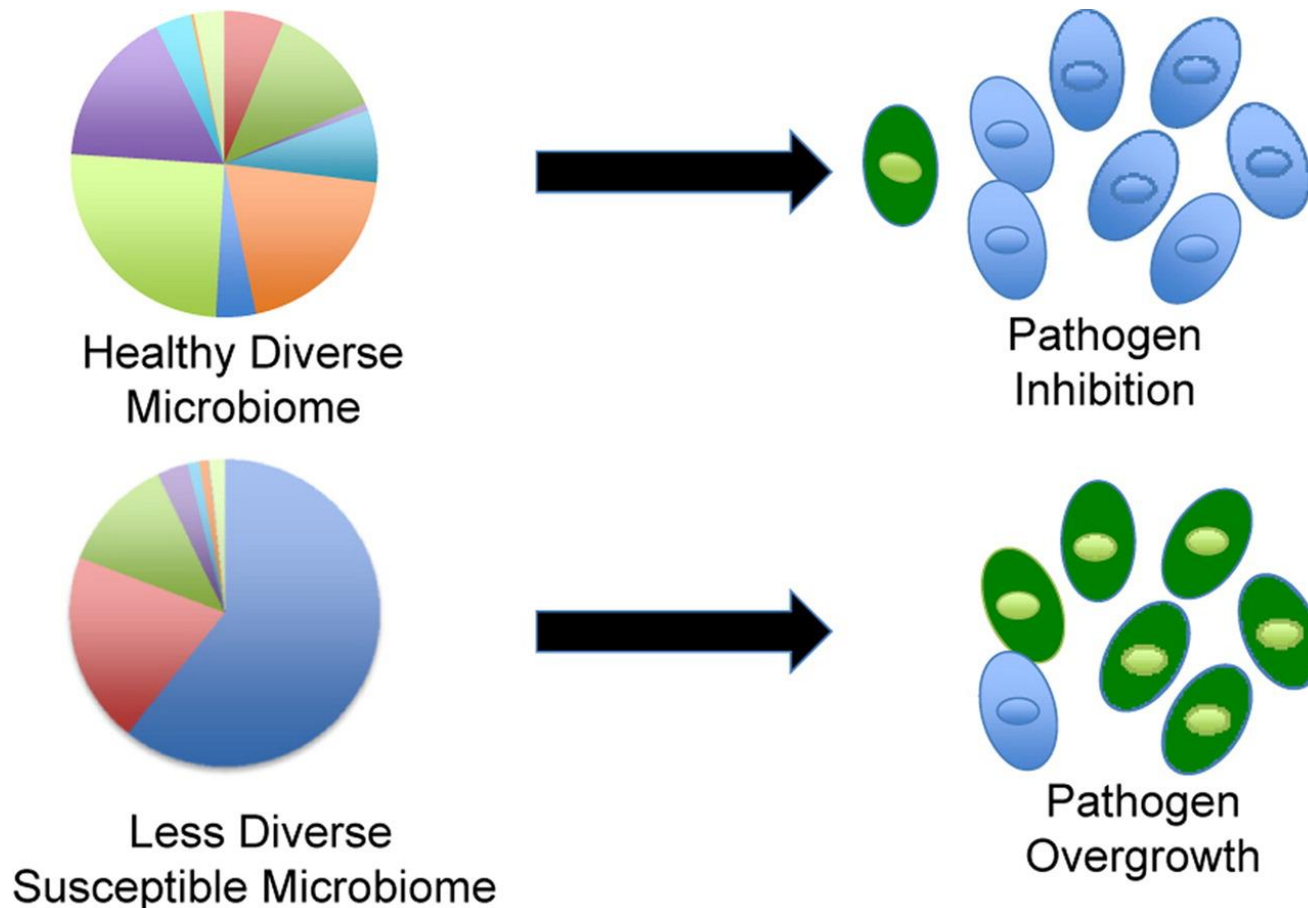 Healthy Diverse
Microbiome
Pathogen
Inhibition
Less Diverse
Susceptible Microbiome
Pathogen
Overgrowth